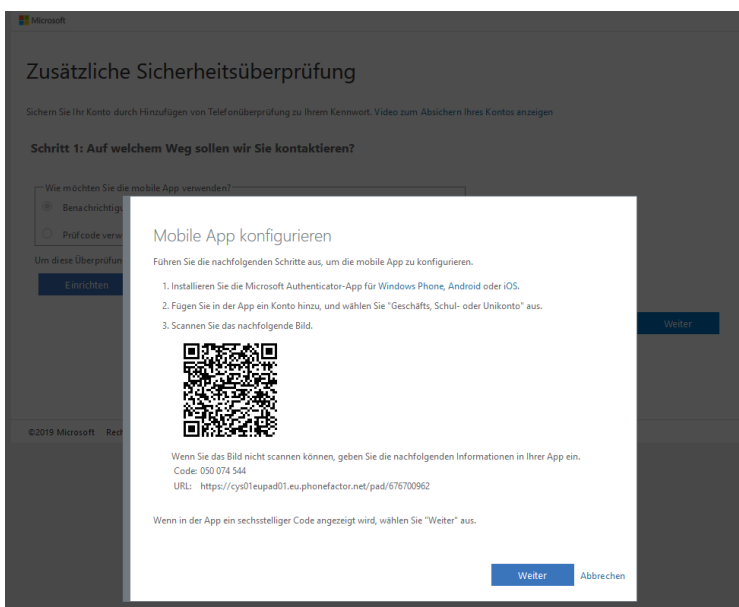 Microsoft
Zusätzliche Sicherheitsüberprüfung
Sichern Sie Ihr Konto durch Hinzufügen von Telefonüberprüfung zu Ihrem Kennwort. Video zum Absichern Ihres Kontos anzeigen
Schritt 1: Auf welchem Weg sollen wir Sie kontaktieren?
Wie möchten Sie die mobile App verwenden?
Benachrichtigu
Prüfcode verw
Um diese Überprüfun
Einrichten
Weiter
©2019 Microsoft Rech
Mobile App konfigurieren
Führen Sie die nachfolgenden Schritte aus, um die mobile App zu konfigurieren.
1. Installieren Sie die Microsoft Authenticator-App für Windows Phone, Android oder iOS.
2. Fügen Sie in der App ein Konto hinzu, und wählen Sie "Geschäfts, Schul- oder Unikonto" aus.
3. Scannen Sie das nachfolgende Bild.
Wenn Sie das Bild nicht scannen können, geben Sie die nachfolgenden Informationen in Ihrer App ein.
Code: 050 074 544
URL: https://cys01eupad01.eu.phonefactor.net/pad/676700962
Wenn in der App ein sechsstelliger Code angezeigt wird, wählen Sie "Weiter" aus.
Weiter Abbrechen